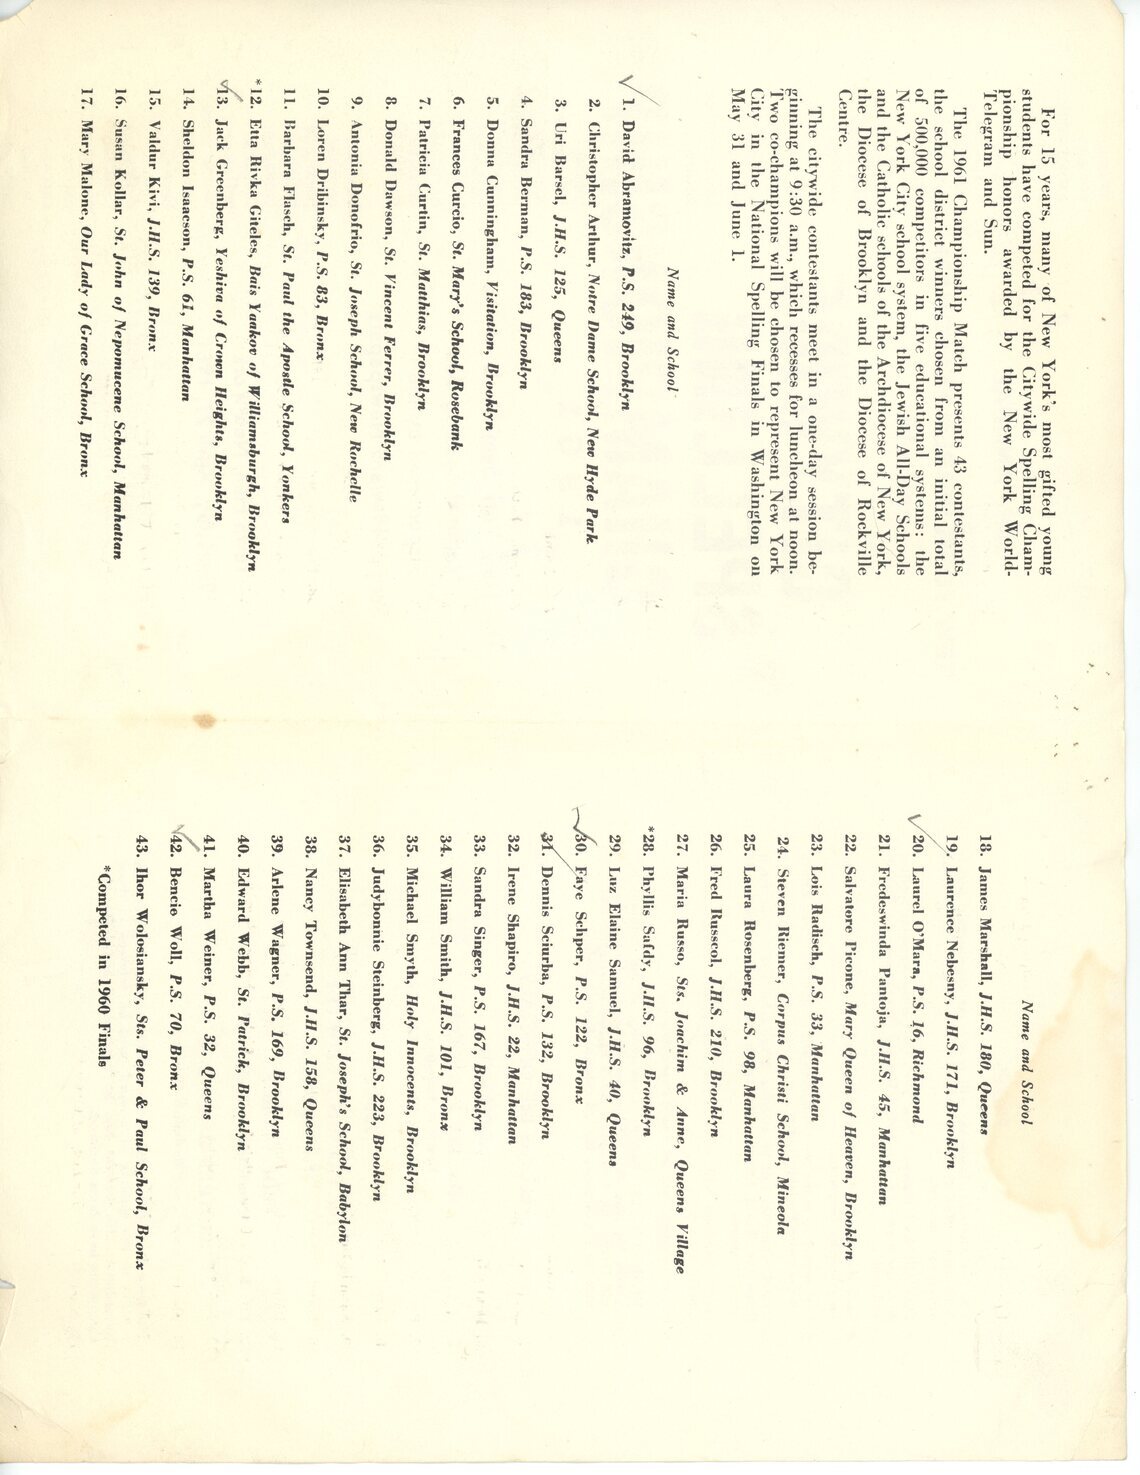 For 15 years, many of New York's most gifted young
students have competed for the Citywide Spelling Cham-
pionship honors awarded by the New York World-
Telegram and Sun.
The 1961 Championship Match presents 43 contestants,
the school district winners chosen from an initial total
of 500,000 competitors in five educational systems: the
New York City school system, the Jewish All-Day Schools
and the Catholic schools of the Archdiocese of New York,
the Diocese of Brooklyn and the Diocese of Rockville
Centre.
The citywide contestants meet in a one-day session be-
ginning at 9:30 a.m., which recesses for luncheon at noon.
Two co-champions will be chosen to represent New York
City in the National Spelling Finals in Washington on
May 31 and June 1.
Name and School
1. David Abramovitz, P.S. 249, Brooklyn
2. Christopher Arthur, Notre Dame School, New Hyde Park
3. Uri Barsel, J.H.S. 125, Queens
4. Sandra Berman, P.S. 183, Brooklyn
5. Donna Cunningham, Visitation, Brooklyn
6. Frances Curcio, St. Mary's School, Rosebank
7. Patricia Curtin, St. Matthias, Brooklyn
8. Donald Dawson, St. Vincent Ferrer, Brooklyn
9. Antonia Donofrio, St. Joseph School, New Rochelle
10. Loren Dribinsky, P.S. 83, Bronx
11. Barbara Flasch, St. Paul the Apostle School, Yonkers
*12. Etta Rivka Giteles, Bais Yaakov of Williamsburgh, Brooklyn
13. Jack Greenberg, Yeshiva of Crown Heights, Brooklyn
14. Sheldon Isaacson, P.S. 61, Manhattan
15. Valdur Kivi, J.H.S. 139, Bronx
16. Susan Kollar, St. John of Nepomucene School, Manhattan
17. Mary Malone, Our Lady of Grace School, Bronx
Name and School
18. James Marshall, J.H.S. 180, Queens
19. Laurence Nebesny, J.H.S. 171, Brooklyn
20. Laurel O'Mara, P.S. 16, Richmond
21. Fredeswinda Pantoja, J.H.S. 45, Manhattan
22. Salvatore Picone, Mary Queen of Heaven, Brooklyn
23. Lois Radisch, P.S. 33, Manhattan
24. Steven Riemer, Corpus Christi School, Mineola
25. Laura Rosenberg, P.S. 98, Manhattan
26. Fred Russcol, J.H.S. 210, Brooklyn
27. Maria Russo, Sts. Joachim & Anne, Queens Village
*28. Phyllis Safdy, J.H.S. 96, Brooklyn
29. Luz Elaine Samuel, J.H.S. 40, Queens
30. Faye Schper, P.S. 122, Bronx
31. Dennis Sciurba, P.S. 132, Brooklyn
32. Irene Shapiro, J.H.S. 22, Manhattan
33. Sandra Singer, P.S. 167, Brooklyn
34. William Smith, J.H.S. 101, Bronx
35. Michael Smyth, Holy Innocents, Brooklyn
36. Judybonnie Steinberg, J.H.S. 223, Brooklyn
37. Elisabeth Ann Thar, St. Joseph's School, Babylon
38. Nancy Townsend, J.H.S. 158, Queens
39. Arlene Wagner, P.S. 169, Brooklyn
40. Edward Webb, St. Patrick, Brooklyn
41. Martha Weiner, P.S. 32, Queens
42. Bencio Woll, P.S. 70, Bronx
43. Ihor Wolosiansky, Sts. Peter & Paul School, Bronx
*Competed in 1960 Finals